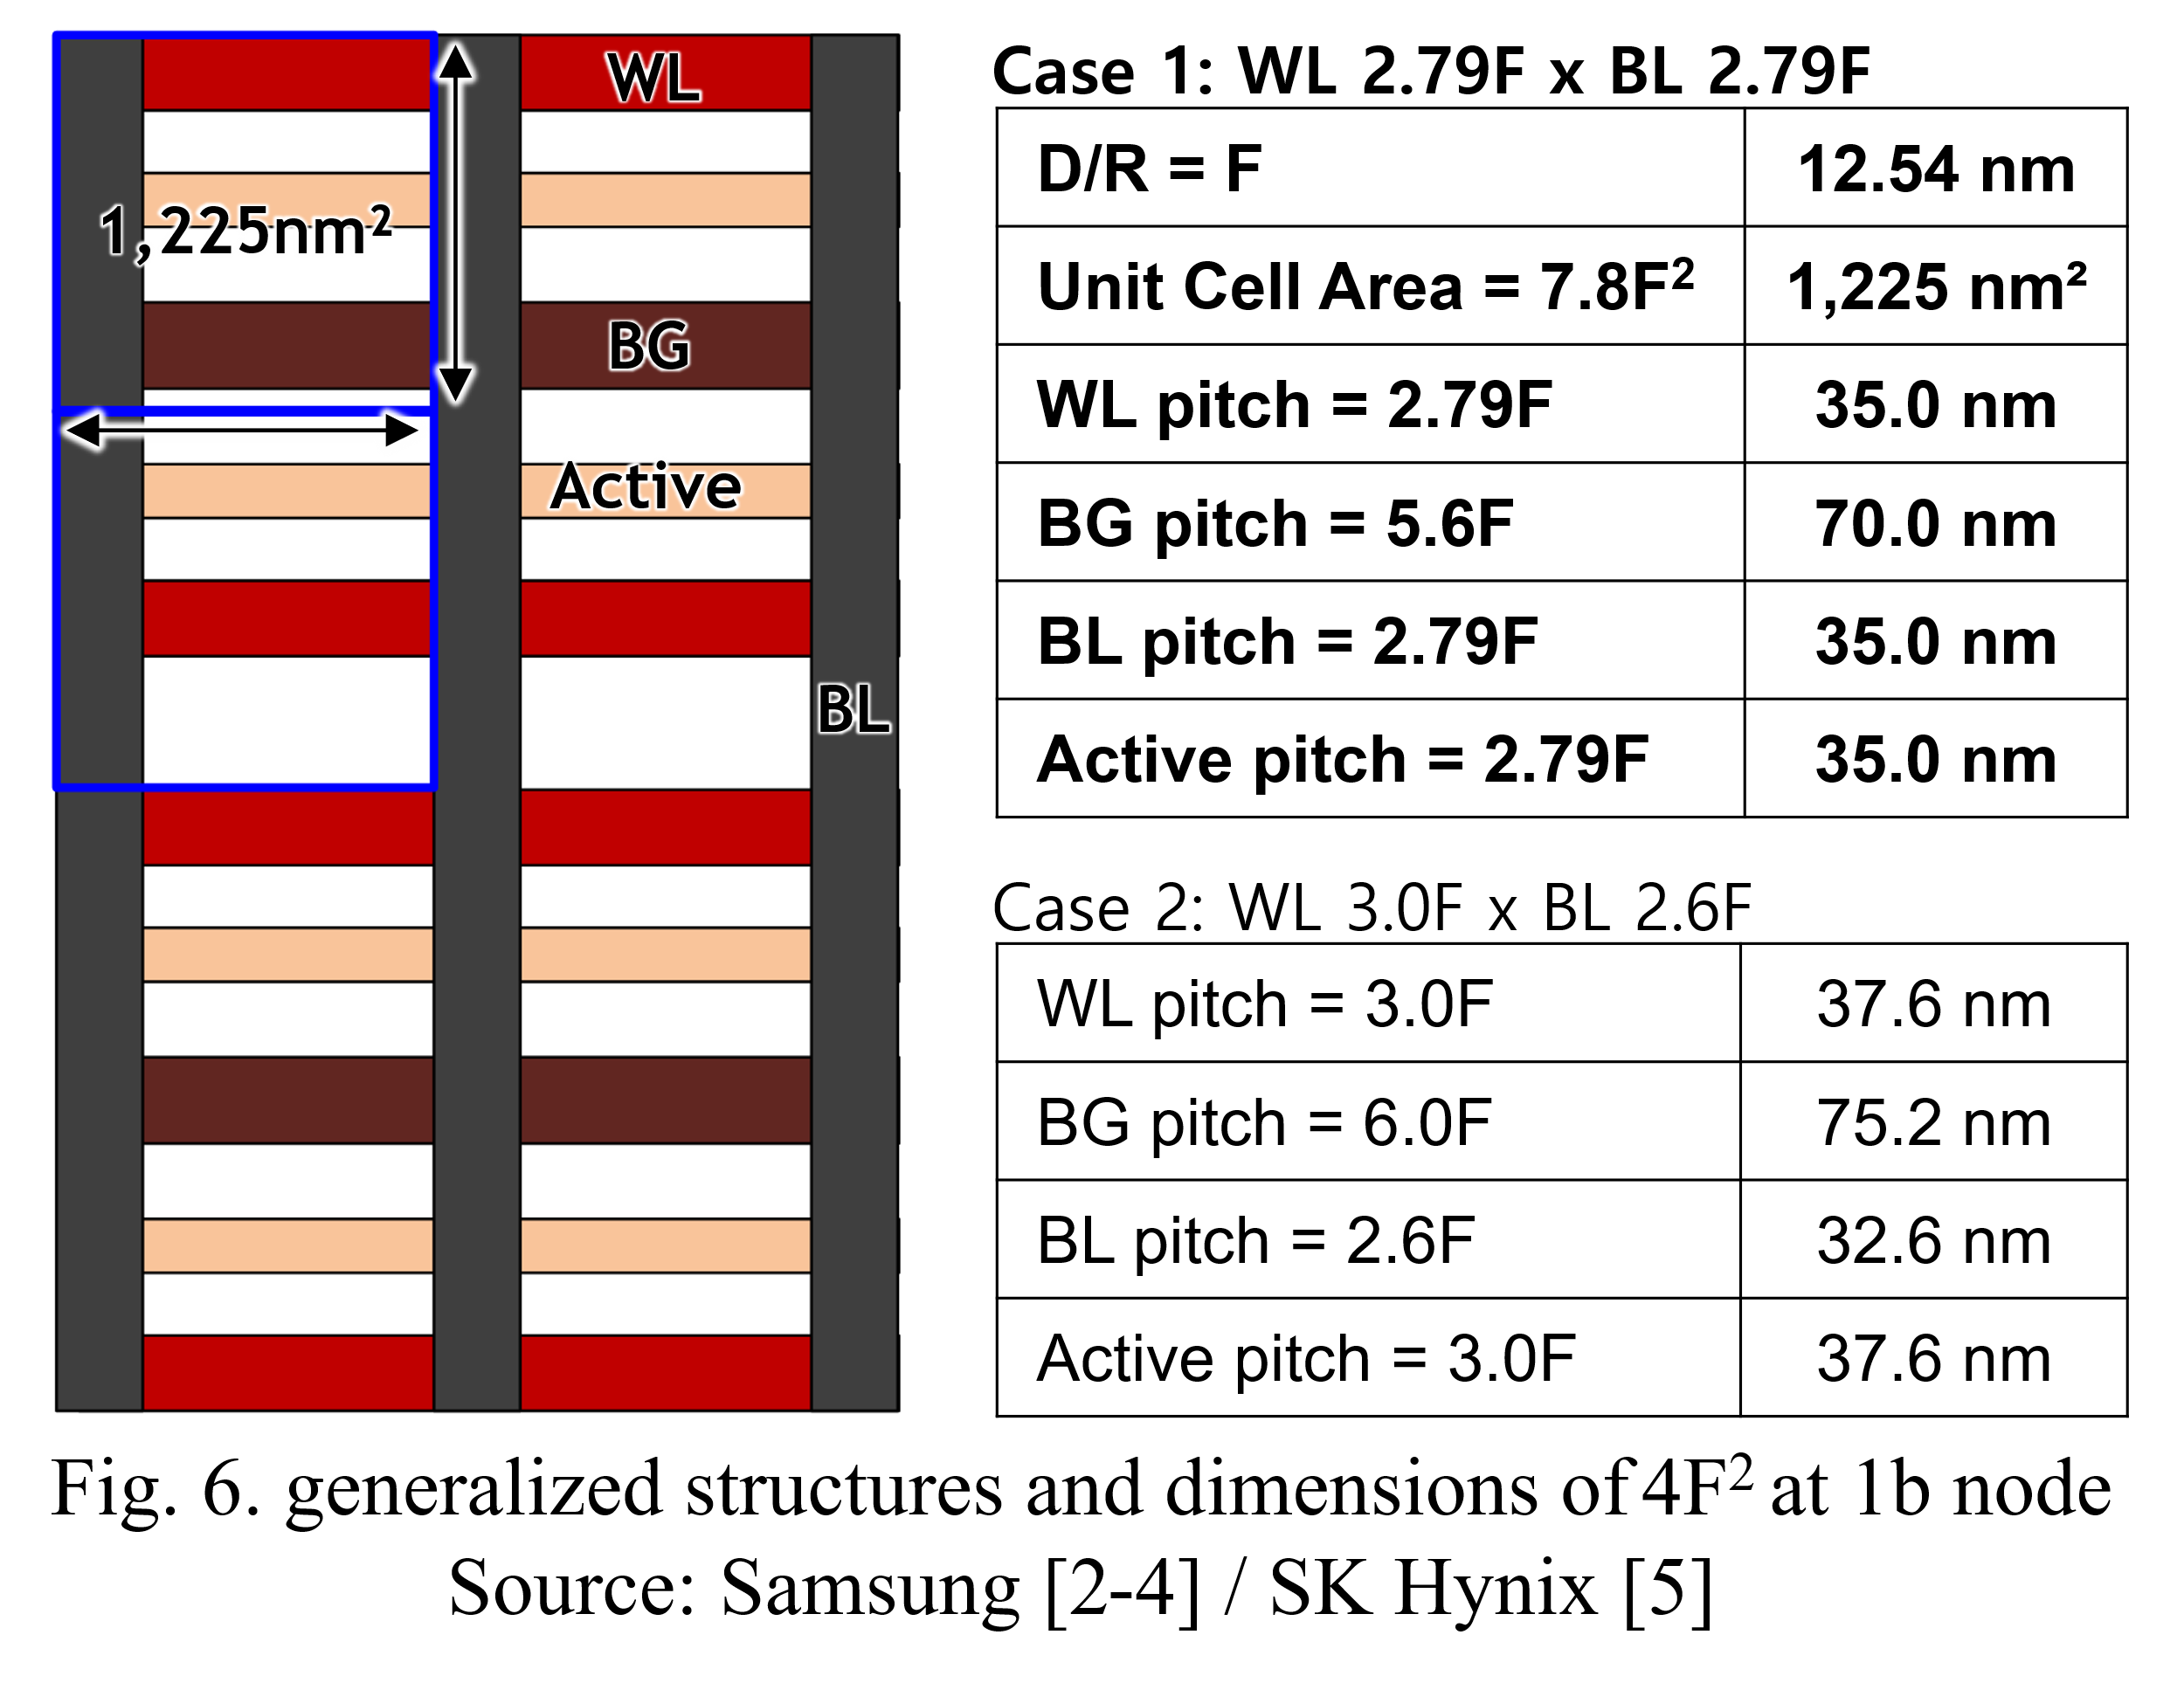 WL
1,225nm²
BG
Active
BL
Case 1: WL 2.79F x BL 2.79F
D/R = F 12.54 nm
Unit Cell Area = 7.8F² 1,225 nm²
WL pitch = 2.79F 35.0 nm
BG pitch = 5.6F 70.0 nm
BL pitch = 2.79F 35.0 nm
Active pitch = 2.79F 35.0 nm
Case 2: WL 3.0F x BL 2.6F
WL pitch = 3.0F 37.6 nm
BG pitch = 6.0F 75.2 nm
BL pitch = 2.6F 32.6 nm
Active pitch = 3.0F 37.6 nm
Fig. 6. generalized structures and dimensions of 4F² at 1b node
Source: Samsung [2-4] / SK Hynix [5]